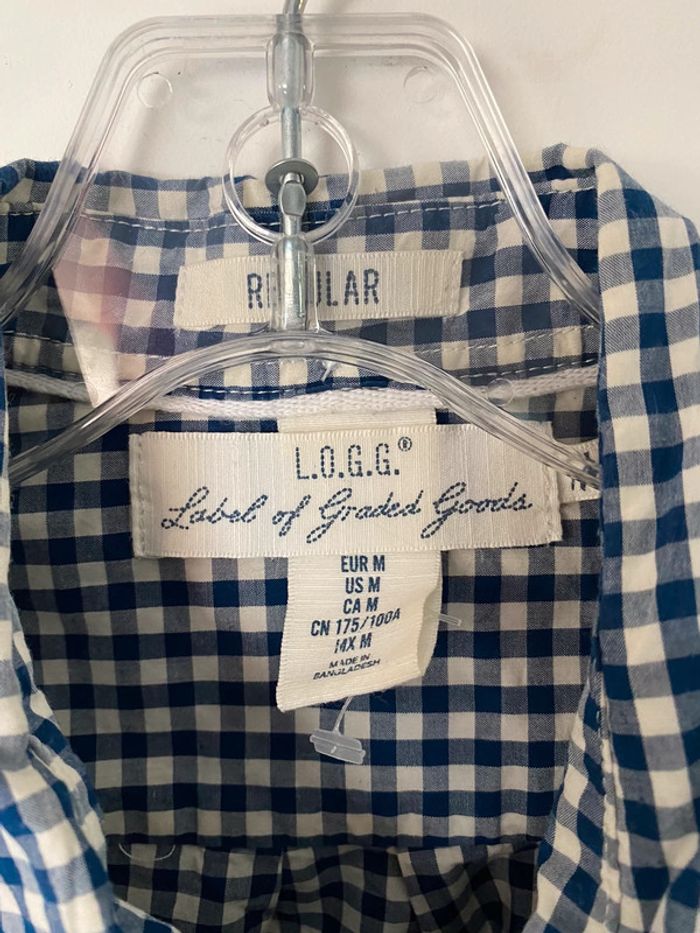 REGULAR
L.O.G.G.®
Label of Graded Goods
EUR M
US M
CA M
CN 175/100A
MX M
MADE IN
BANGLADESH